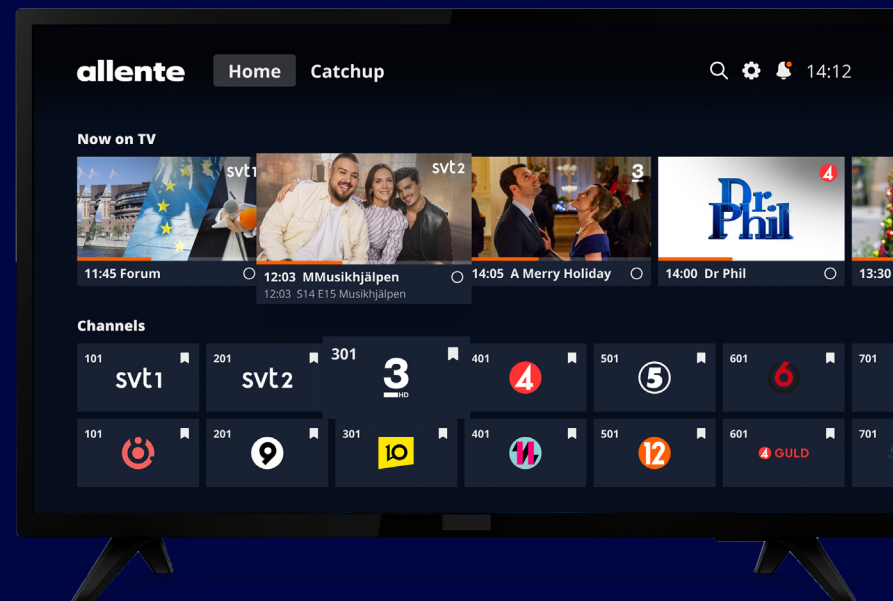 allente Home Catchup 14:12
Now on TV
svt1 svt2 3 4
Dr.
Phil
11:45 Forum
12:03 MMusikhjälpen
12:03 S14 E15 Musikhjälpen
14:05 A Merry Holiday
14:00 Dr Phil
13:30
Channels
101 201 301 401 501 601 701
svt1 svt2 3 HD 4 5 6
101 201 301 401 501 601 701
9 10 11 12 4 GULD